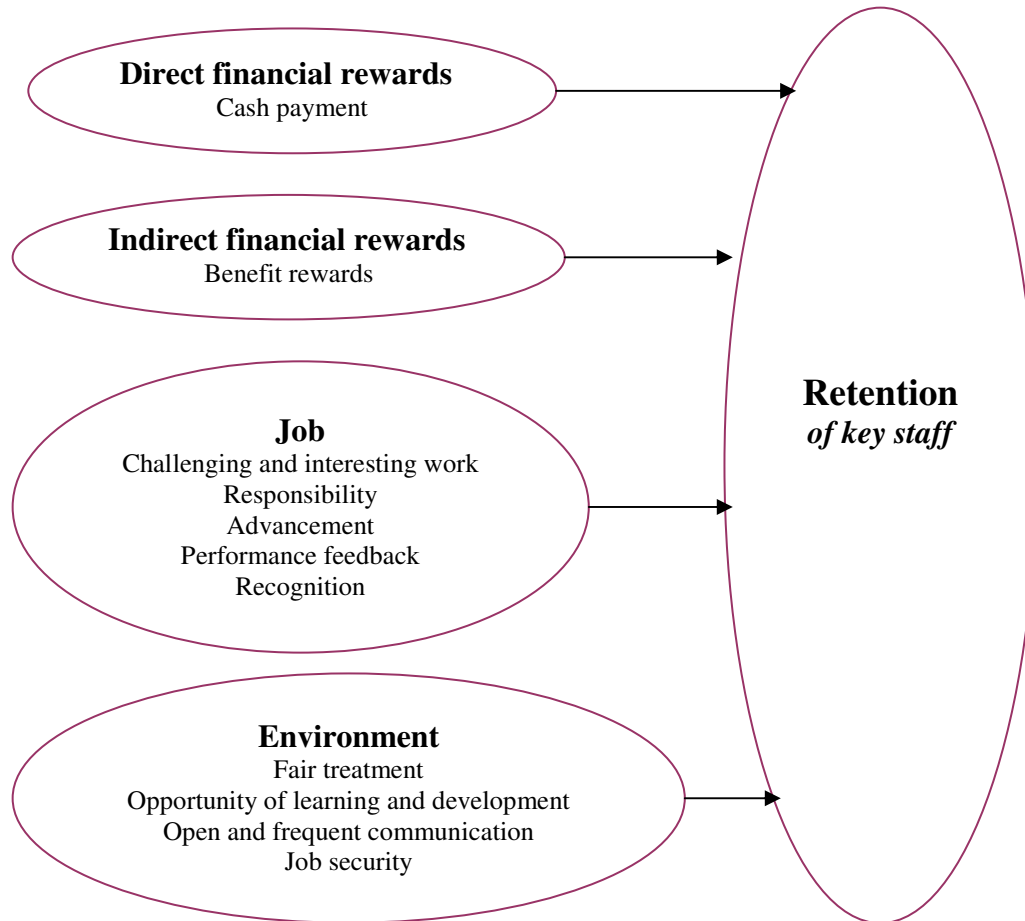 Direct financial rewards
Cash payment
Indirect financial rewards
Benefit rewards
Job
Challenging and interesting work
Responsibility
Advancement
Performance feedback
Recognition
Environment
Fair treatment
Opportunity of learning and development
Open and frequent communication
Job security
Retention
of key staff